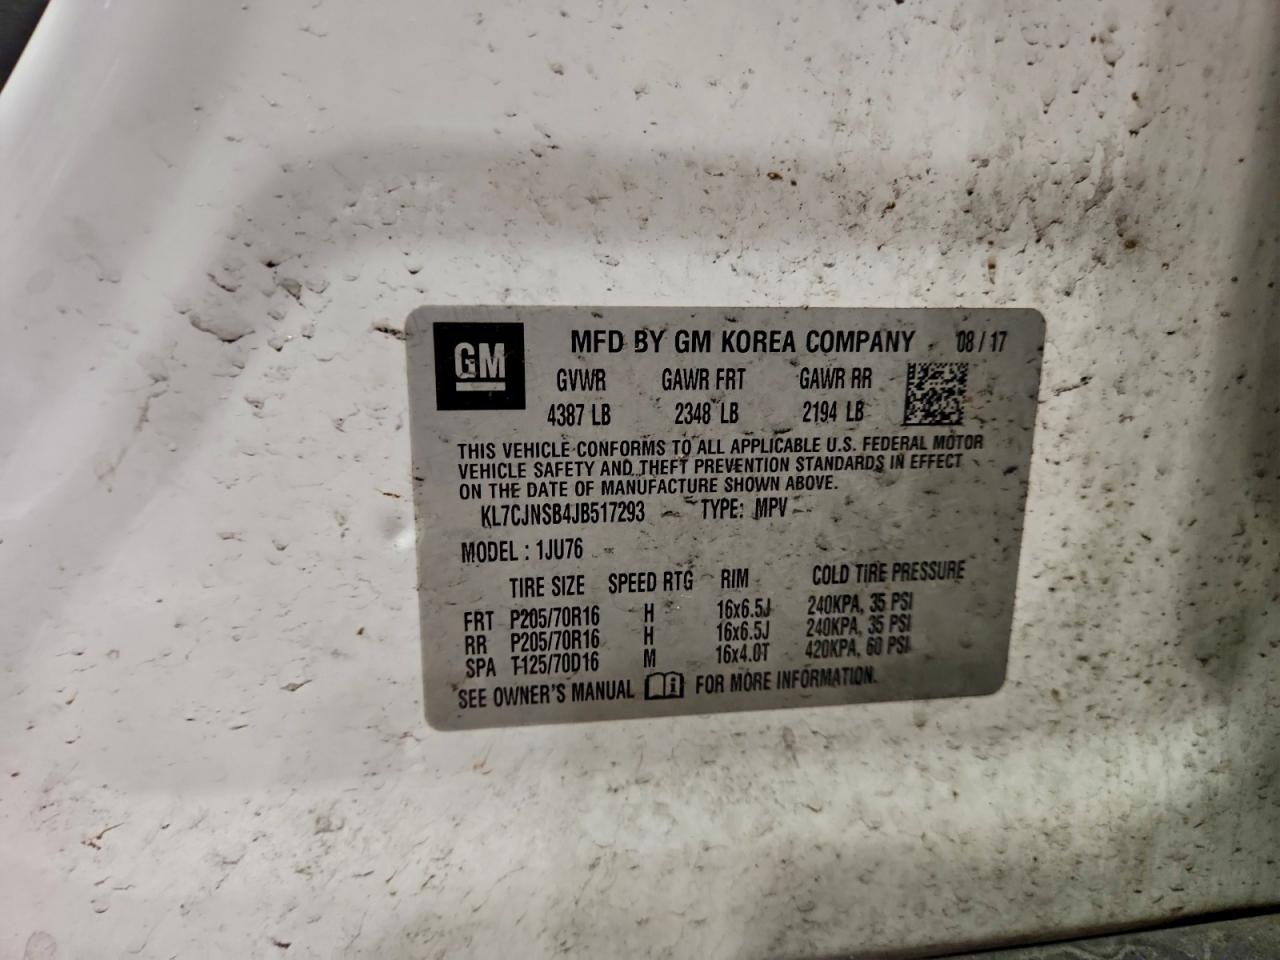 GM MFD BY GM KOREA COMPANY 08/17
GVWR GAWR FRT GAWR RR
4387 LB 2348 LB 2194 LB
THIS VEHICLE CONFORMS TO ALL APPLICABLE U.S. FEDERAL MOTOR
VEHICLE SAFETY AND THEFT PREVENTION STANDARDS IN EFFECT
ON THE DATE OF MANUFACTURE SHOWN ABOVE.
KL7CJNSB4JB517293 TYPE: MPV
MODEL : 1JU76
TIRE SIZE SPEED RTG RIM COLD TIRE PRESSURE
FRT P205/70R16 H 16x6.5J 240KPA, 35 PSI
RR P205/70R16 H 16x6.5J 240KPA, 35 PSI
SPA T125/70D16 M 16x4.0T 420KPA, 60 PSI
SEE OWNER'S MANUAL FOR MORE INFORMATION.